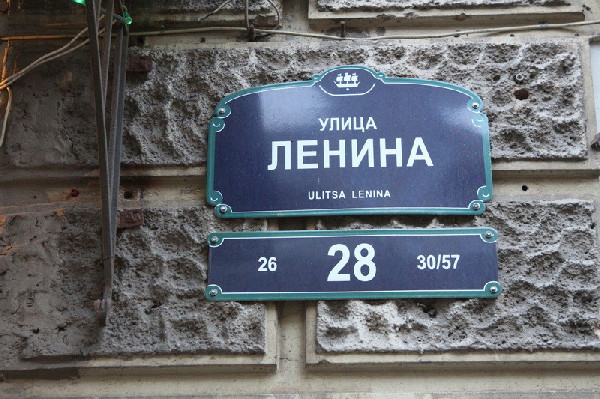 УЛИЦА
ЛЕНИНА
ULITSA LENINA
26 28 30/57